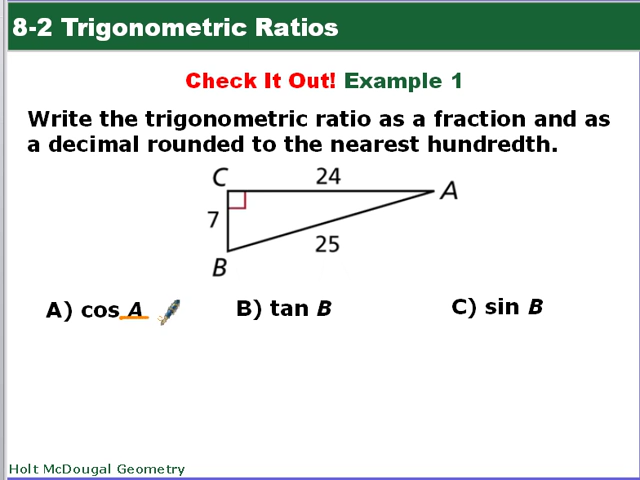 8-2 Trigonometric Ratios
Check It Out! Example 1
Write the trigonometric ratio as a fraction and as
a decimal rounded to the nearest hundredth.
C 24 A
7
25
B
A) cos A B) tan B C) sin B
Holt McDougal Geometry